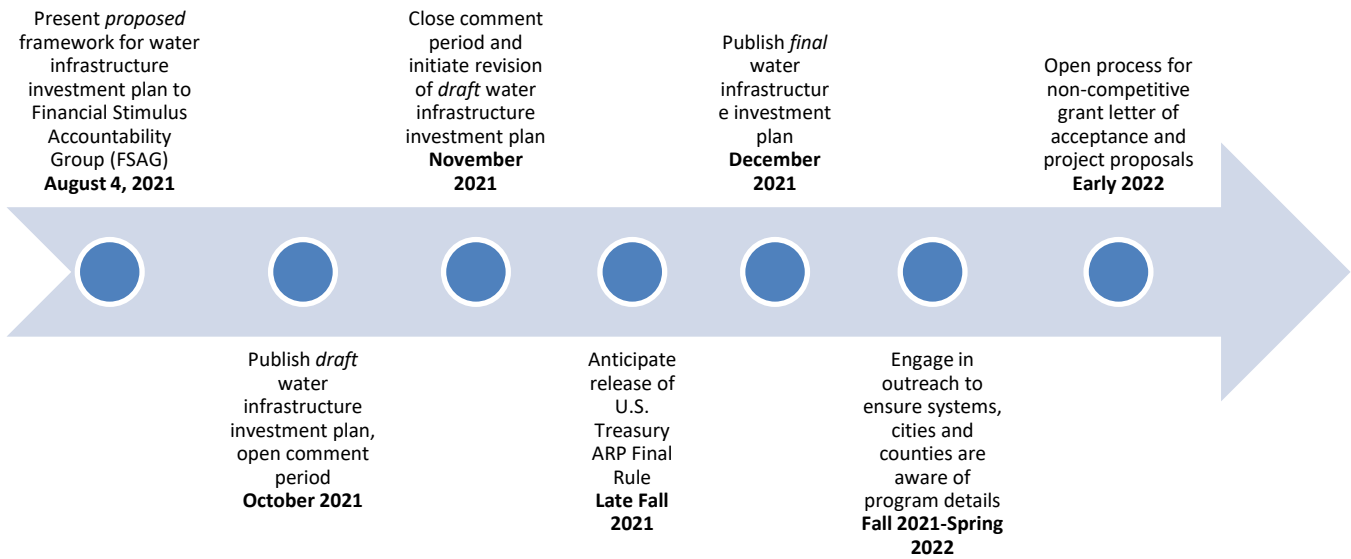 Present proposed
framework for water
infrastructure
investment plan to
Financial Stimulus
Accountability
Group (FSAG)
August 4, 2021
Publish draft
water
infrastructure
investment plan,
open comment
period
October 2021
Close comment
period and
initiate revision
of draft water
infrastructure
investment plan
November
2021
Anticipate
release of
U.S.
Treasury
ARP Final
Rule
Late Fall
2021
Publish final
water
infrastructur
e investment
plan
December
2021
Engage in
outreach to
ensure systems,
cities and
counties are
aware of
program details
Fall 2021-Spring
2022
Open process for
non-competitive
grant letter of
acceptance and
project proposals
Early 2022